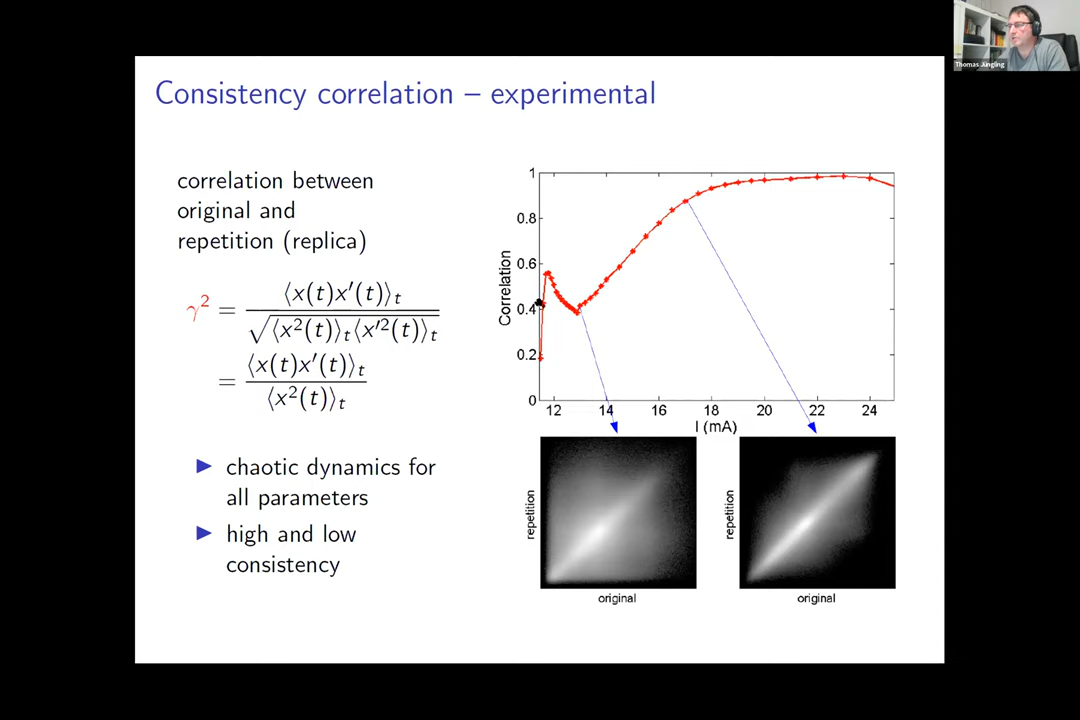 Thomas Jüngling
Consistency correlation – experimental
correlation between
original and
repetition (replica)
γ² = ⟨x(t)x′(t)⟩t / √⟨x²(t)⟩t⟨x′²(t)⟩t
= ⟨x(t)x′(t)⟩t / ⟨x²(t)⟩t
▶ chaotic dynamics for
all parameters
▶ high and low
consistency
Correlation
1
0.8
0.6
0.4
0.2
0
12 14 16 18 20 22 24
I (mA)
repetition
original
repetition
original